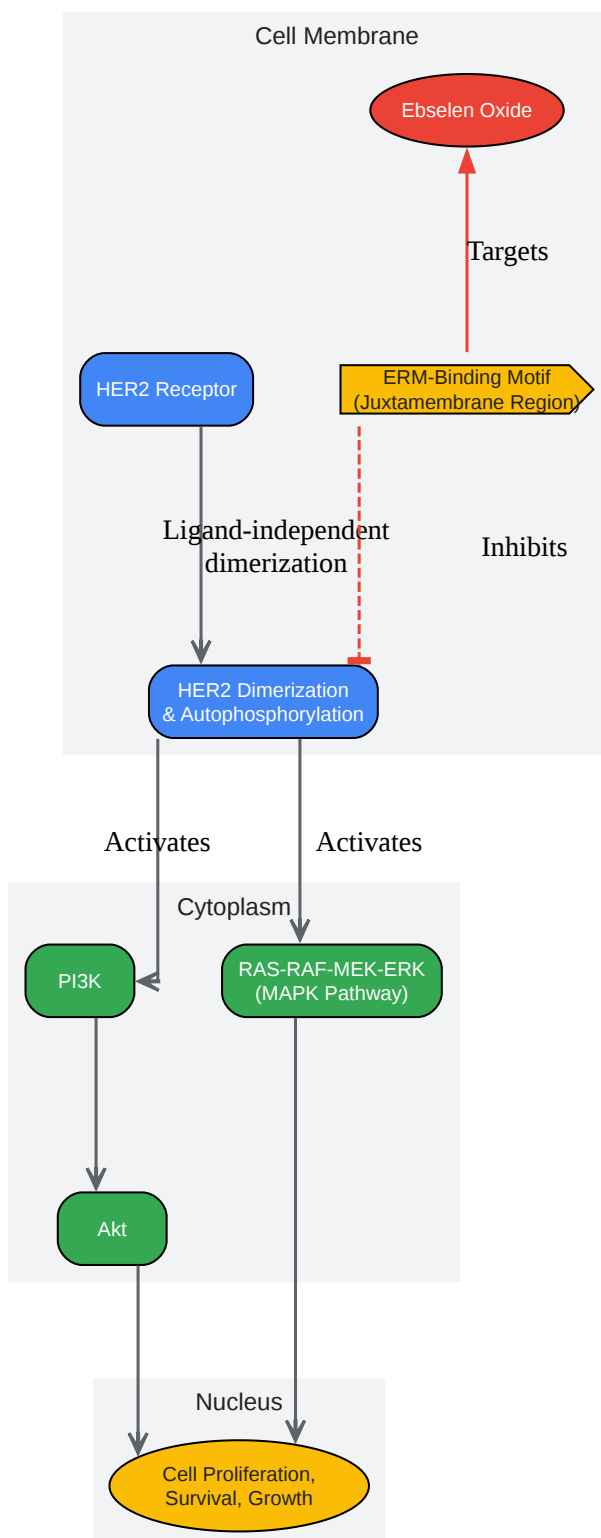 Cell Membrane
Ebselen Oxide
Targets
HER2 Receptor
ERM-Binding Motif
(Juxtamembrane Region)
Ligand-independent
dimerization
Inhibits
HER2 Dimerization
& Autophosphorylation
Activates
Activates
Cytoplasm
PI3K
RAS-RAF-MEK-ERK
(MAPK Pathway)
Akt
Nucleus
Cell Proliferation,
Survival, Growth